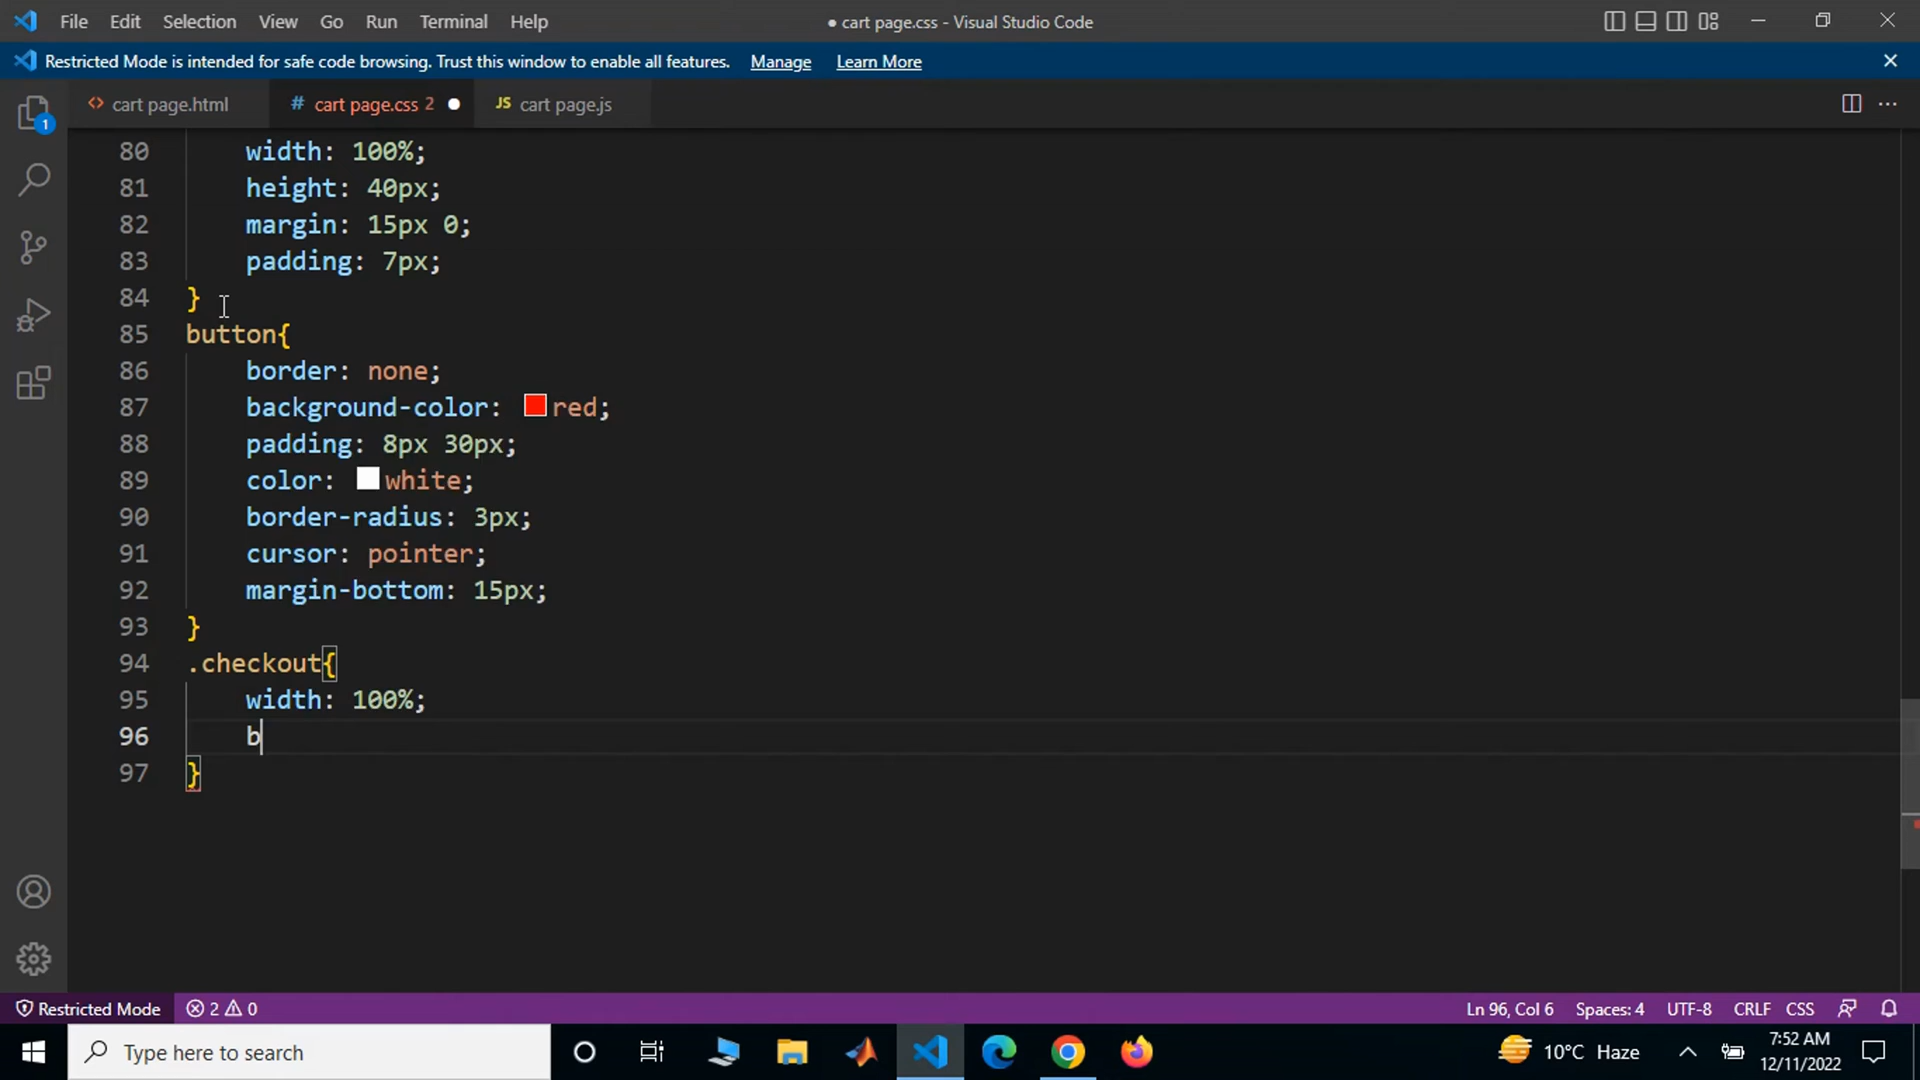 File Edit Selection View Go Run Terminal Help ● cart page.css - Visual Studio Code
Restricted Mode is intended for safe code browsing. Trust this window to enable all features. Manage Learn More
<> cart page.html # cart page.css 2 ● JS cart page.js
1
80 width: 100%;
81 height: 40px;
82 margin: 15px 0;
83 padding: 7px;
84 }
85 button{
86 border: none;
87 background-color: red;
88 padding: 8px 30px;
89 color: white;
90 border-radius: 3px;
91 cursor: pointer;
92 margin-bottom: 15px;
93 }
94 .checkout{
95 width: 100%;
96 b
97 }
Restricted Mode 2 0 Ln 96, Col 6 Spaces: 4 UTF-8 CRLF CSS
Type here to search 10°C Haze 7:52 AM
12/11/2022